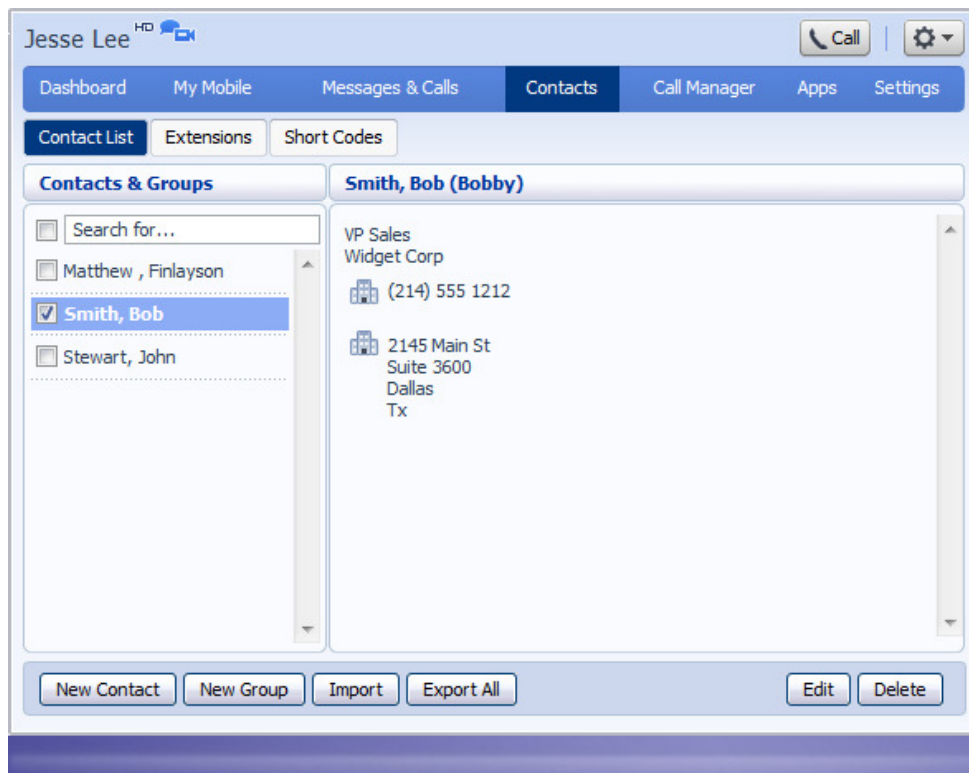 Jesse Lee HD
Call
Dashboard My Mobile Messages & Calls Contacts Call Manager Apps Settings
Contact List Extensions Short Codes
Contacts & Groups
Search for...
Matthew , Finlayson
Smith, Bob
Stewart, John
Smith, Bob (Bobby)
VP Sales
Widget Corp
(214) 555 1212
2145 Main St
Suite 3600
Dallas
Tx
New Contact New Group Import Export All Edit Delete